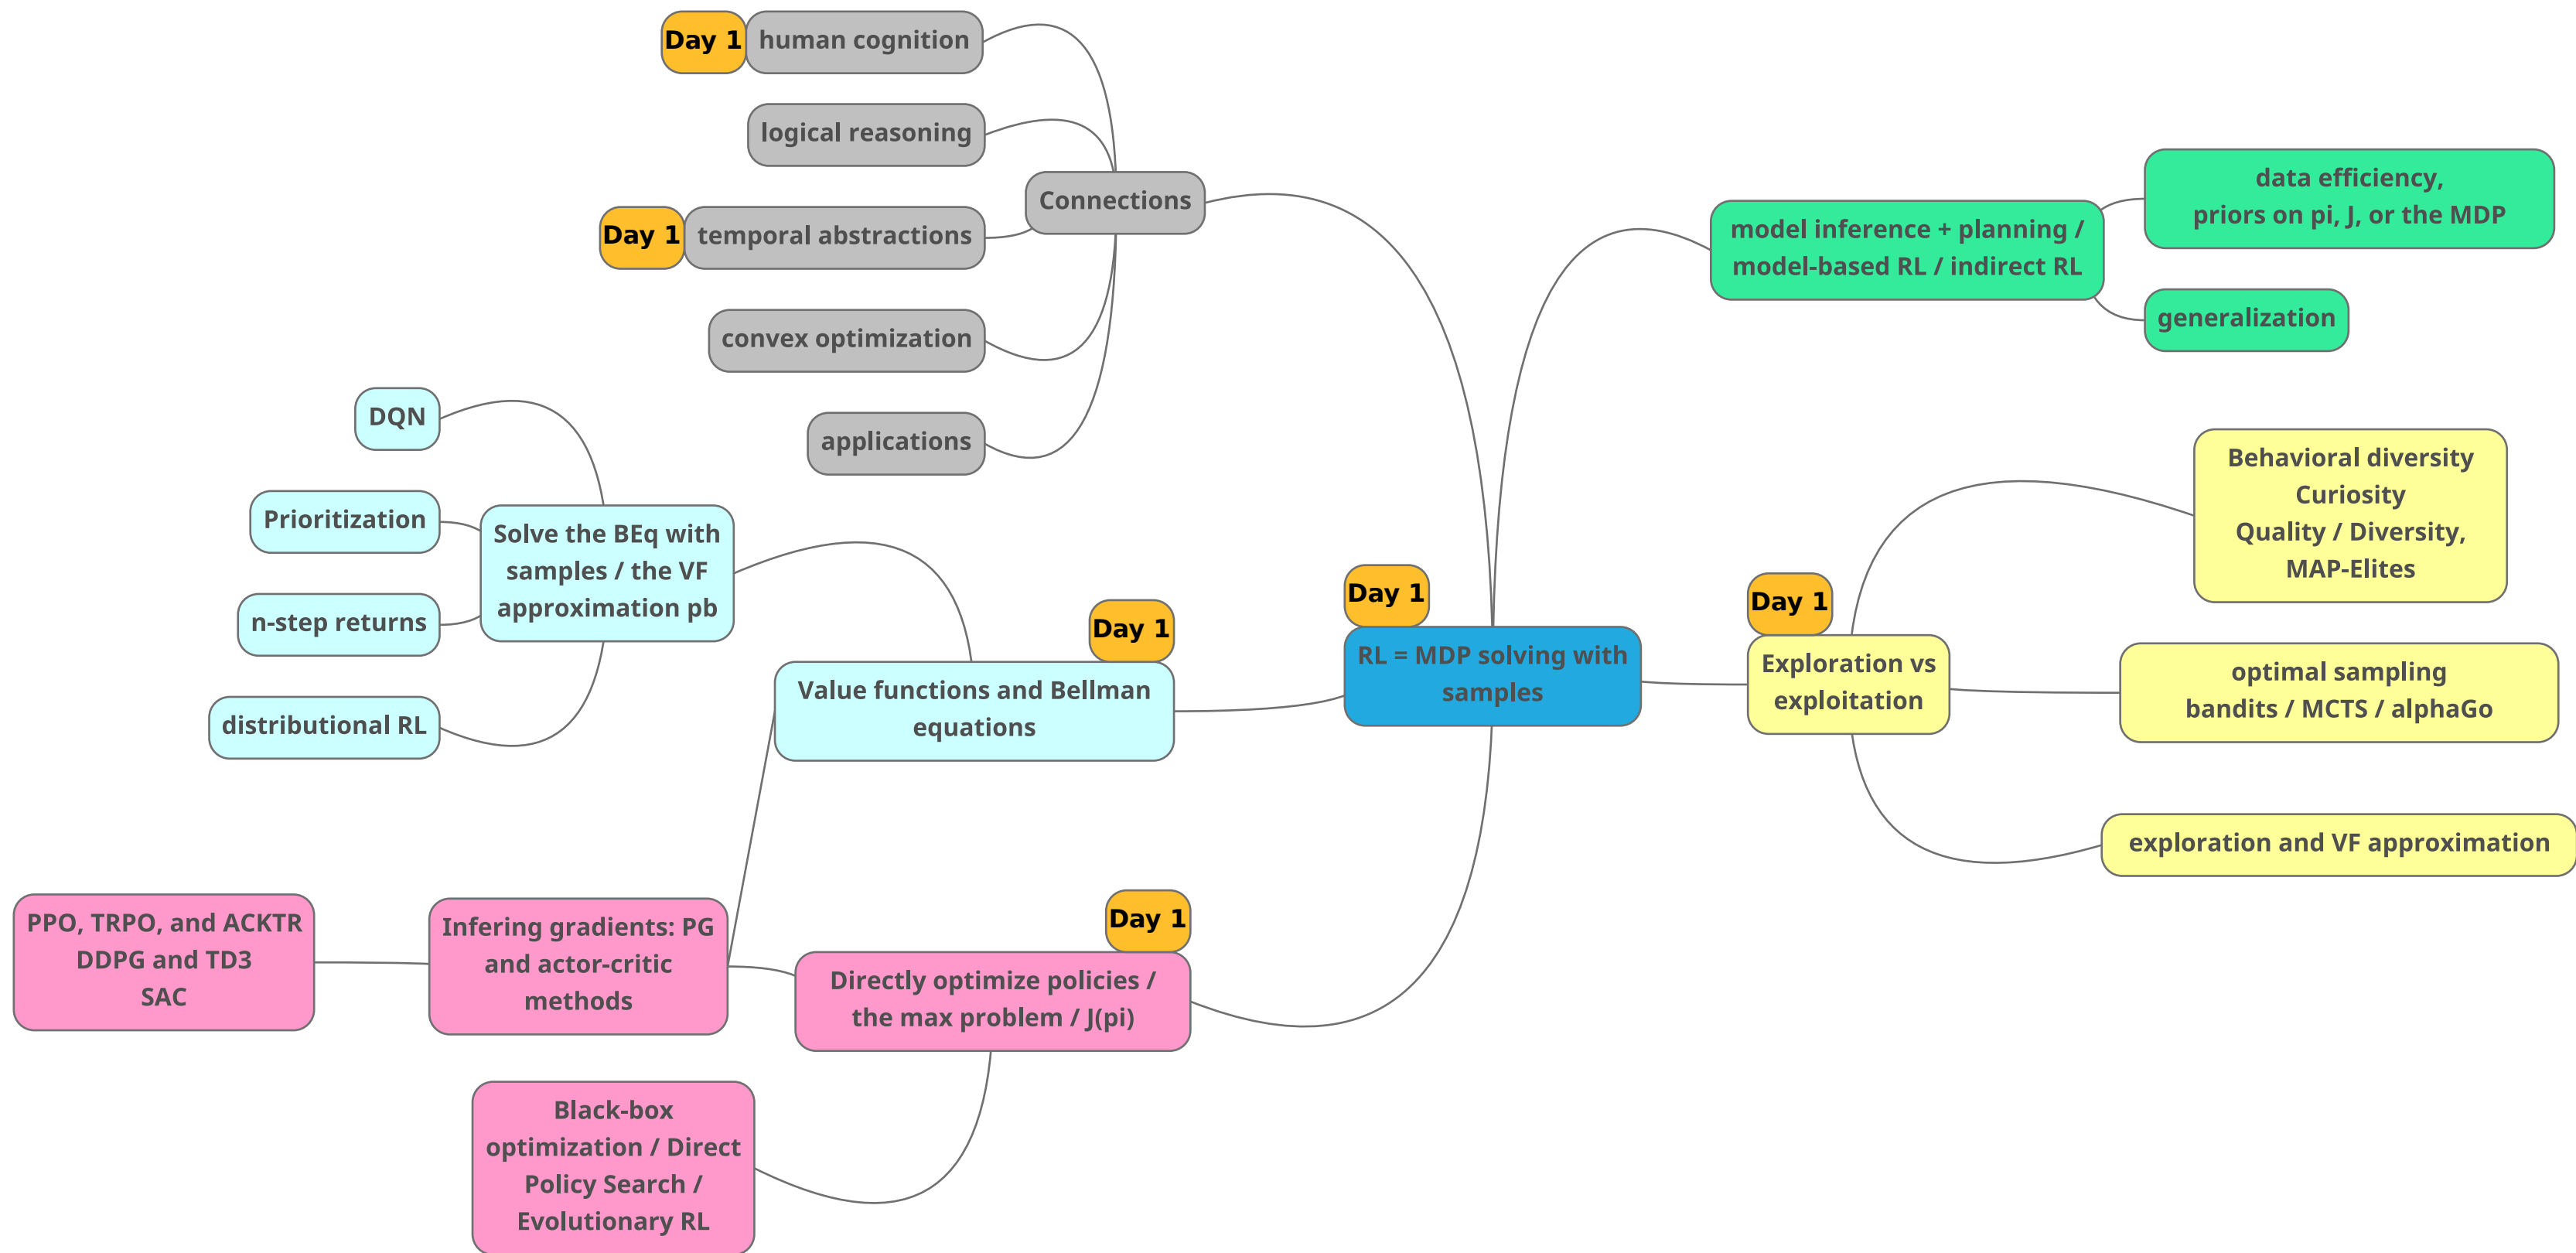 Day 1
human cognition
logical reasoning
Day 1
temporal abstractions
convex optimization
applications
Connections
model inference + planning /
model-based RL / indirect RL
data efficiency,
priors on pi, J, or the MDP
generalization
DQN
Prioritization
n-step returns
distributional RL
Solve the BEq with
samples / the VF
approximation pb
Day 1
Value functions and Bellman
equations
Day 1
RL = MDP solving with
samples
Day 1
Exploration vs
exploitation
Behavioral diversity
Curiosity
Quality / Diversity,
MAP-Elites
optimal sampling
bandits / MCTS / alphaGo
exploration and VF approximation
PPO, TRPO, and ACKTR
DDPG and TD3
SAC
Infering gradients: PG
and actor-critic
methods
Day 1
Directly optimize policies /
the max problem / J(pi)
Black-box
optimization / Direct
Policy Search /
Evolutionary RL